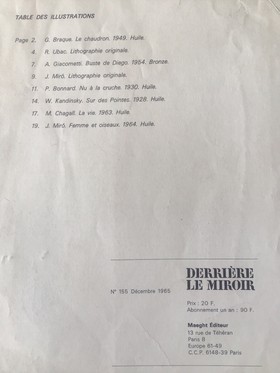 TABLE DES ILLUSTRATIONS
Page 2. G. Braque. Le chaudron. 1949. Huile.
4. R. Ubac. Lithographie originale.
7. A. Giacometti. Buste de Diego. 1954. Bronze.
9. J. Miró. Lithographie originale.
11. P. Bonnard. Nu à la cruche. 1930. Huile.
14. W. Kandinsky. Sur des Pointes. 1928. Huile.
17. M. Chagall. La vie. 1963. Huile.
19. J. Miró. Femme et oiseaux. 1964. Huile.
DERRIÈRE
LE MIROIR
N° 155 Décembre 1965
Prix : 20 F.
Abonnement un an : 90 F.
Maeght Éditeur
13 rue de Téhéran
Paris 8
Europe 61-43
C.C.P. 6149-39 Paris